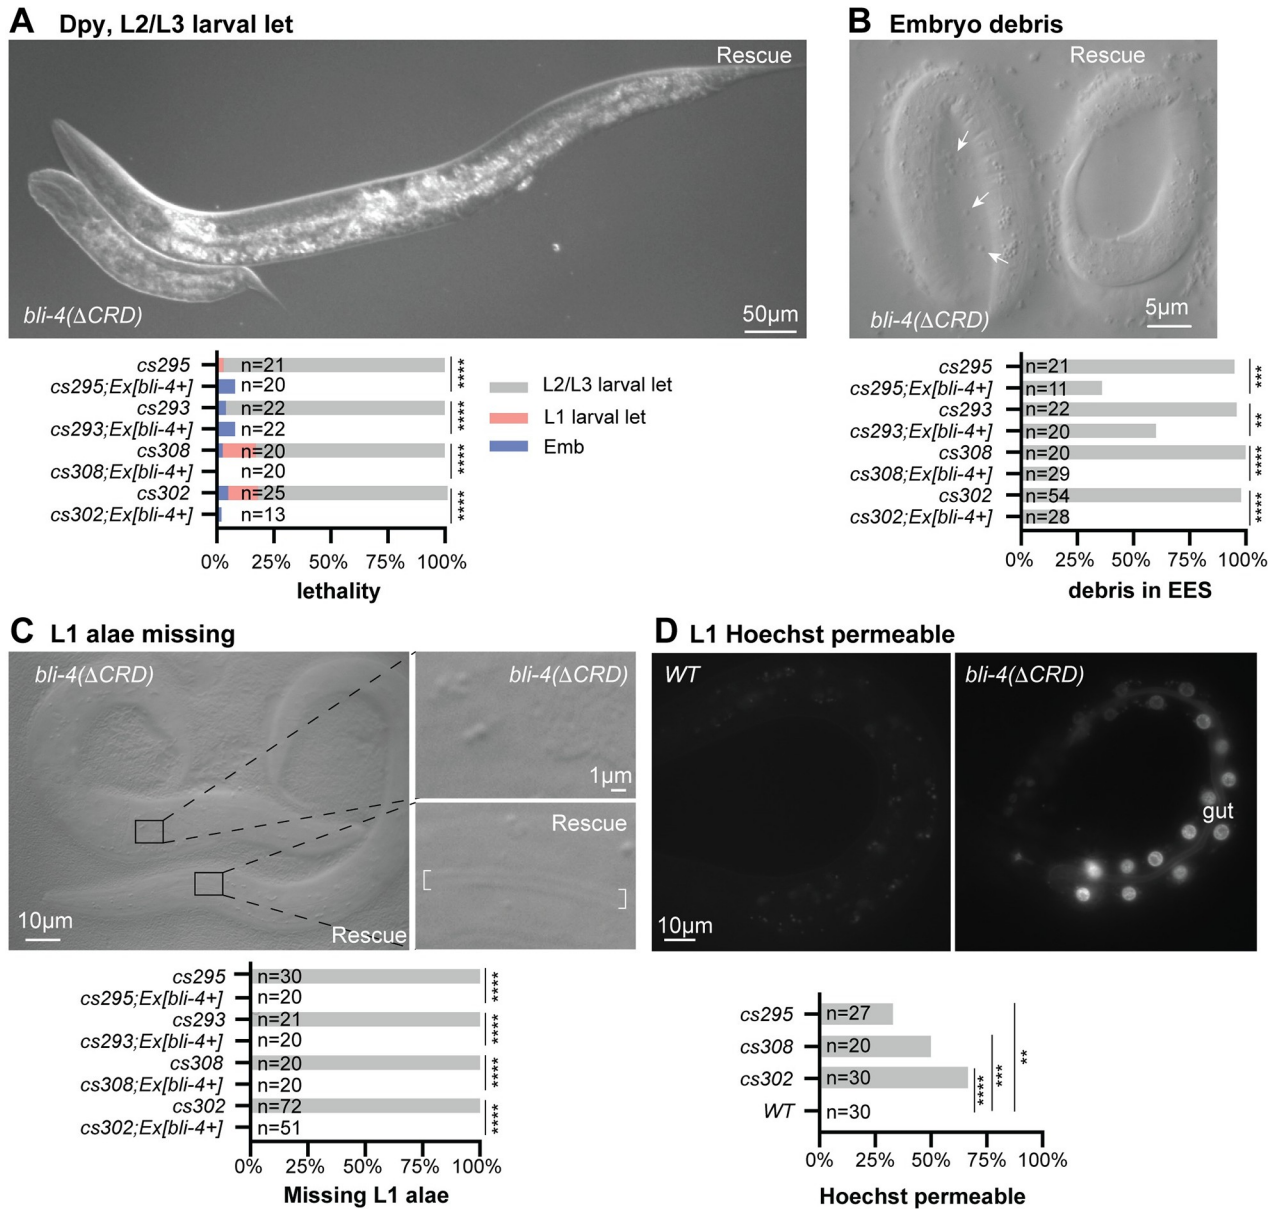 A Dpy, L2/L3 larval let
Rescue
bli-4(ΔCRD)
50μm
cs295 n=21 ****
cs295;Ex[bli-4+] n=20
cs293 n=22 ****
cs293;Ex[bli-4+] n=22
cs308 n=20 ****
cs308;Ex[bli-4+] n=20
cs302 n=25 ****
cs302;Ex[bli-4+] n=13
0% 25% 50% 75% 100%
lethality
L2/L3 larval let
L1 larval let
Emb
B Embryo debris
Rescue
bli-4(ΔCRD)
5μm
cs295 n=21 ***
cs295;Ex[bli-4+] n=11
cs293 n=22 **
cs293;Ex[bli-4+] n=20
cs308 n=20 ****
cs308;Ex[bli-4+] n=29
cs302 n=54 ****
cs302;Ex[bli-4+] n=28
0% 25% 50% 75% 100%
debris in EES
C L1 alae missing
bli-4(ΔCRD)
10μm
Rescue
bli-4(ΔCRD)
1μm
Rescue
cs295 n=30 ****
cs295;Ex[bli-4+] n=20
cs293 n=21 ****
cs293;Ex[bli-4+] n=20
cs308 n=20 ****
cs308;Ex[bli-4+] n=20
cs302 n=72 ****
cs302;Ex[bli-4+] n=51
0% 25% 50% 75% 100%
Missing L1 alae
D L1 Hoechst permeable
WT
10μm
bli-4(ΔCRD)
gut
cs295 n=27
cs308 n=20
cs302 n=30
WT n=30
**** *** **
0% 25% 50% 75% 100%
Hoechst permeable